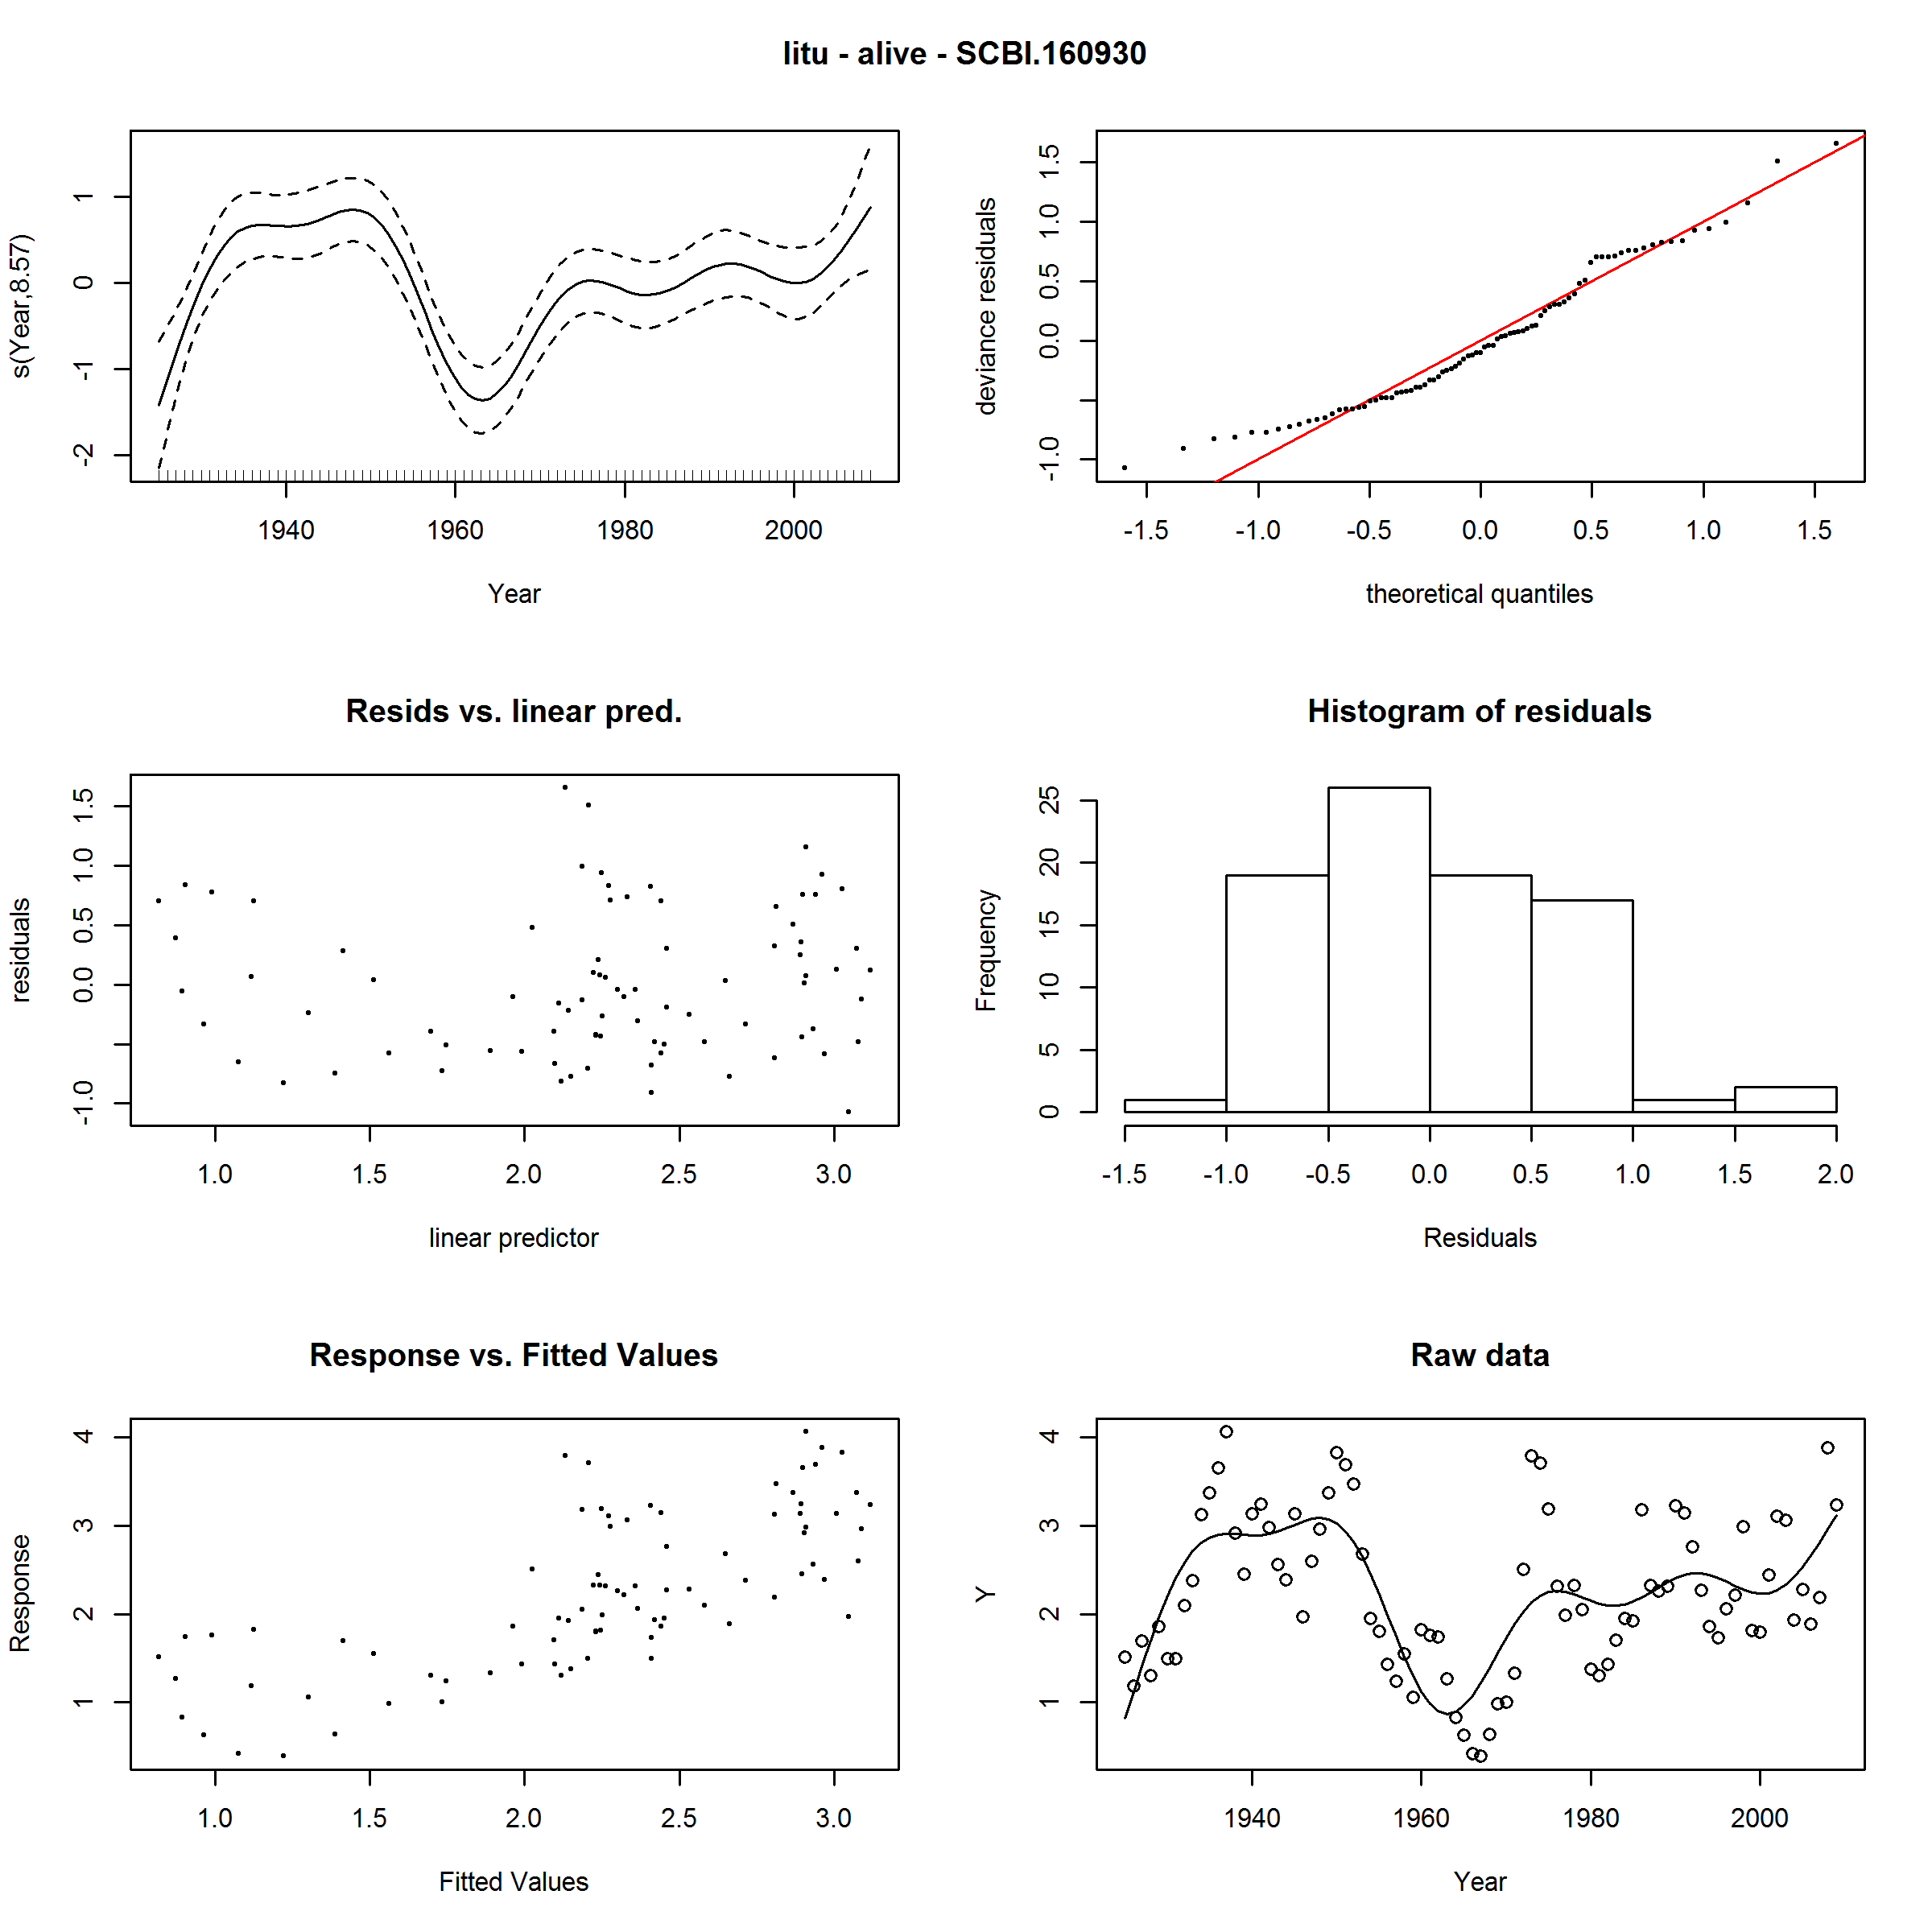 litu - alive - SCBI.160930
s(Year,8.57)
1
0
-1
-2
1940 1960 1980 2000
Year
deviance residuals
1.5
1.0
0.5
0.0
-1.0
-1.5 -1.0 -0.5 0.0 0.5 1.0 1.5
theoretical quantiles
Resids vs. linear pred.
residuals
1.5
1.0
0.5
0.0
-1.0
1.0 1.5 2.0 2.5 3.0
linear predictor
Histogram of residuals
Frequency
25
20
15
10
5
0
-1.5 -1.0 -0.5 0.0 0.5 1.0 1.5 2.0
Residuals
Response vs. Fitted Values
Response
4
3
2
1
1.0 1.5 2.0 2.5 3.0
Fitted Values
Raw data
Y
4
3
2
1
1940 1960 1980 2000
Year